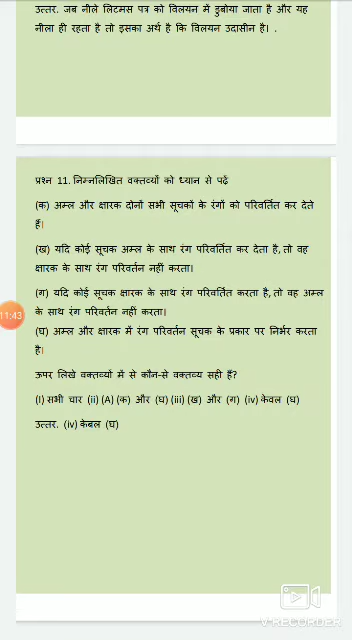 उत्तर. जब नीले लिटमस पत्र को विलयन में डुबोया जाता है और यह
नीला ही रहता है तो इसका अर्थ है कि विलयन उदासीन है। .
प्रश्न 11. निम्नलिखित वक्तव्यों को ध्यान से पढ़ें
(क) अम्ल और क्षारक दोनों सभी सूचकों के रंगों को परिवर्तित कर देते
हैं।
(ख) यदि कोई सूचक अम्ल के साथ रंग परिवर्तित कर देता है, तो वह
क्षारक के साथ रंग परिवर्तन नहीं करता।
(ग) यदि कोई सूचक क्षारक के साथ रंग परिवर्तित करता है, तो वह अम्ल
के साथ रंग परिवर्तन नहीं करता।
11:43
(घ) अम्ल और क्षारक में रंग परिवर्तन सूचक के प्रकार पर निर्भर करता
है।
ऊपर लिखे वक्तव्यों में से कौन-से वक्तव्य सही हैं?
(I) सभी चार (ii) (A) (क) और (घ) (iii) (ख) और (ग) (iv) केवल (घ)
उत्तर. (iv) केबल (घ)
V RECORDER